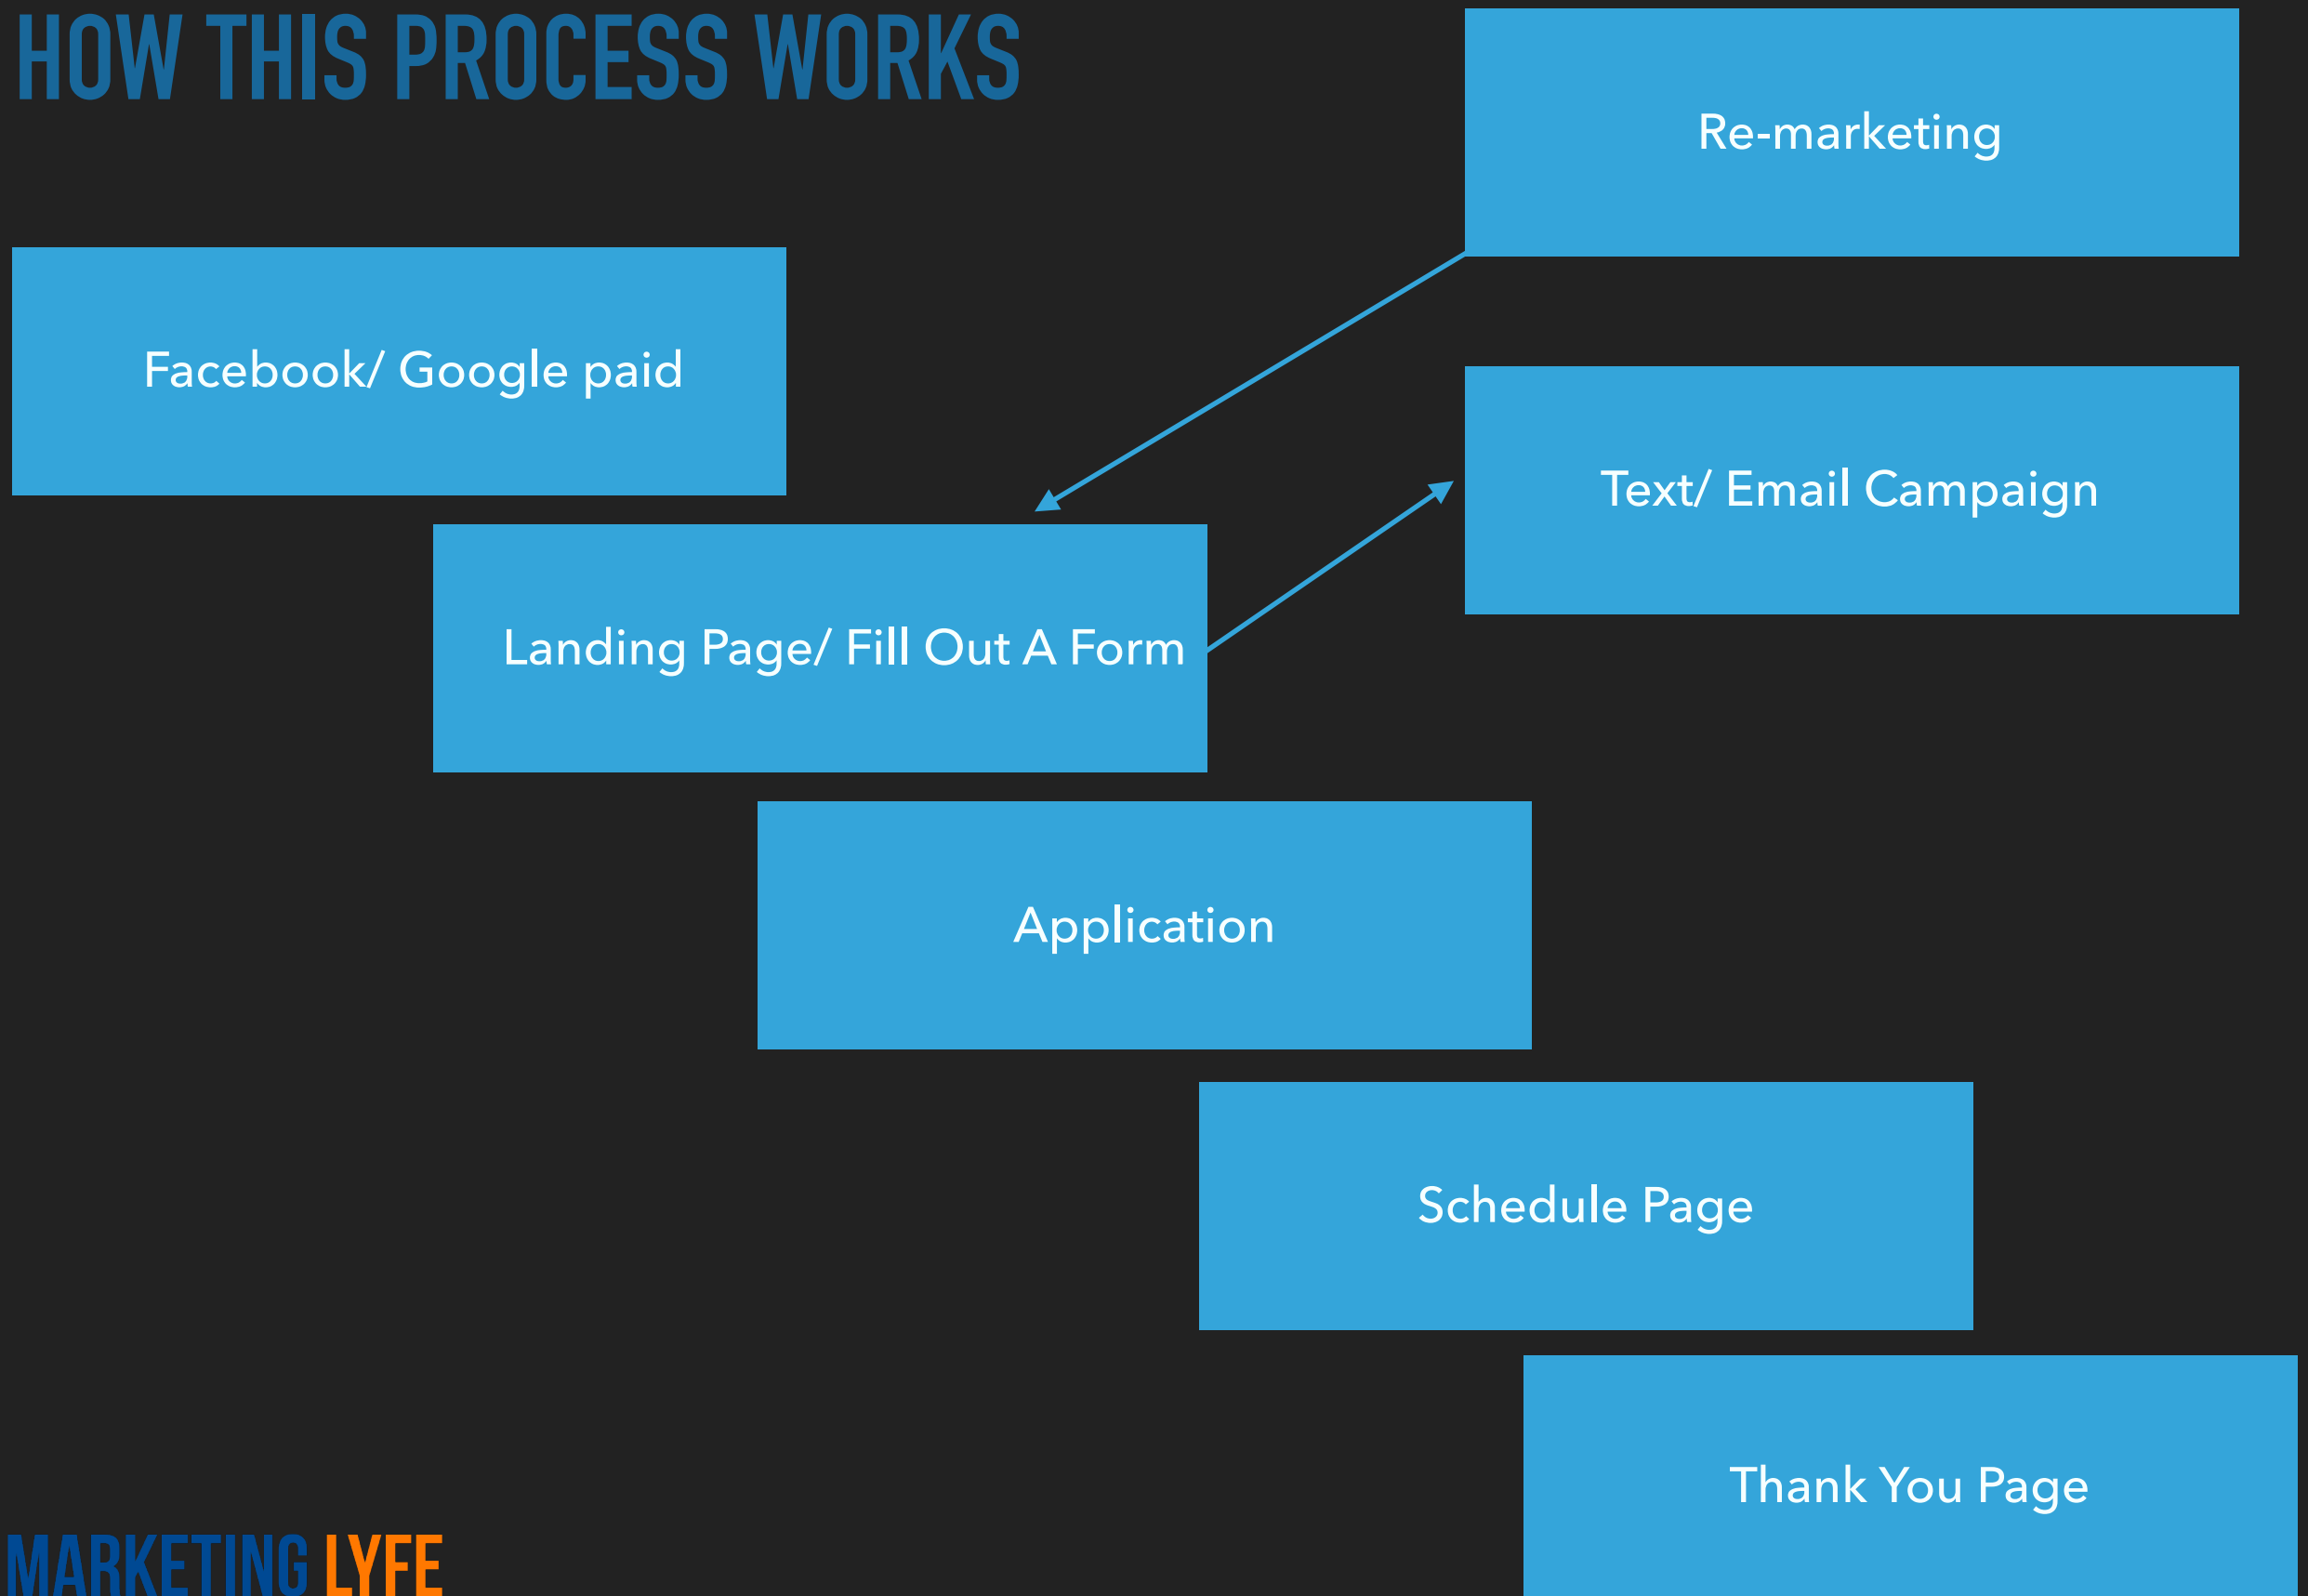 HOW THIS PROCESS WORKS
Re-marketing
Facebook/ Google paid
Text/ Email Campaign
Landing Page/ Fill Out A Form
Application
Schedule Page
Thank You Page
MARKETING LYFE